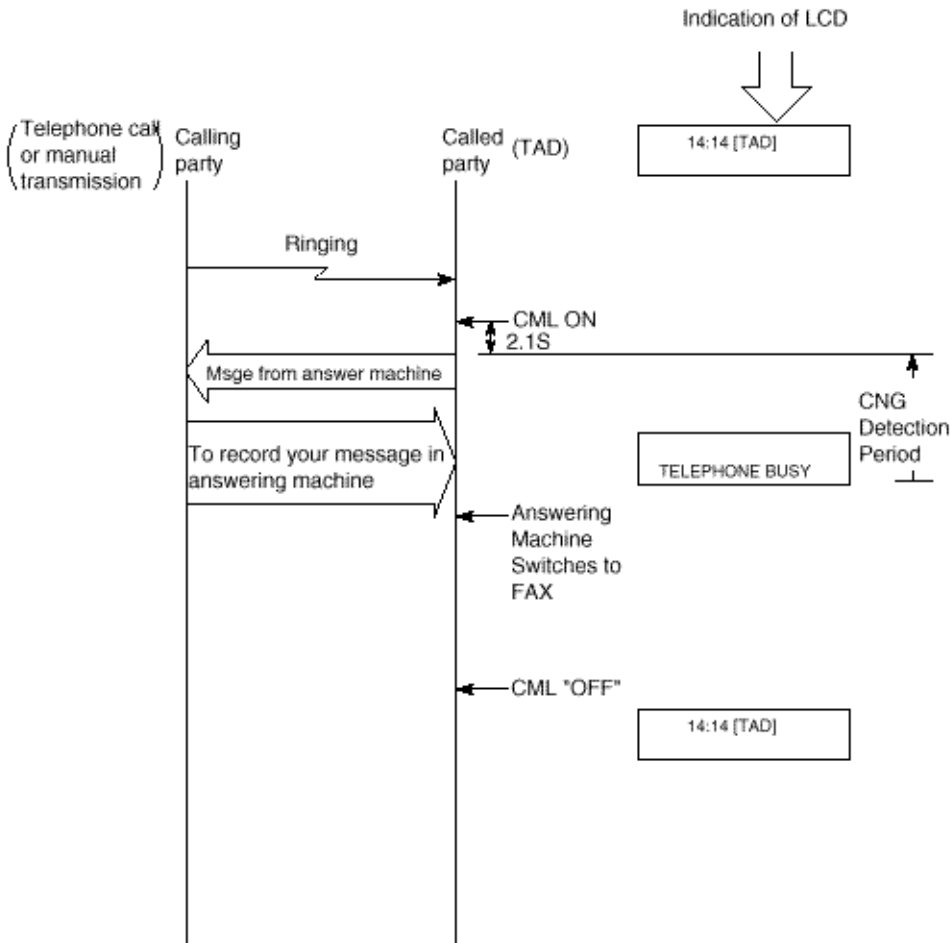 Indication of LCD
Telephone call
or manual
transmission
Calling
party
Called
party
(TAD)
14:14 [TAD]
Ringing
CML ON
2.1S
Msge from answer machine
CNG
Detection
Period
To record your message in
answering machine
TELEPHONE BUSY
Answering
Machine
Switches to
FAX
CML "OFF"
14:14 [TAD]